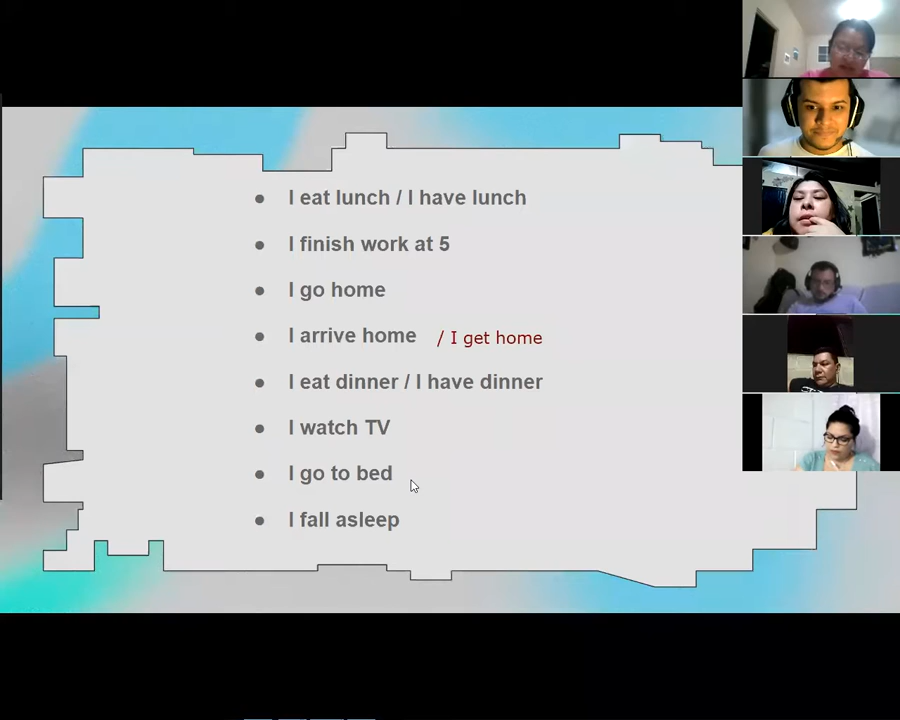 I eat lunch / I have lunch
I finish work at 5
I go home
I arrive home / I get home
I eat dinner / I have dinner
I watch TV
I go to bed
I fall asleep